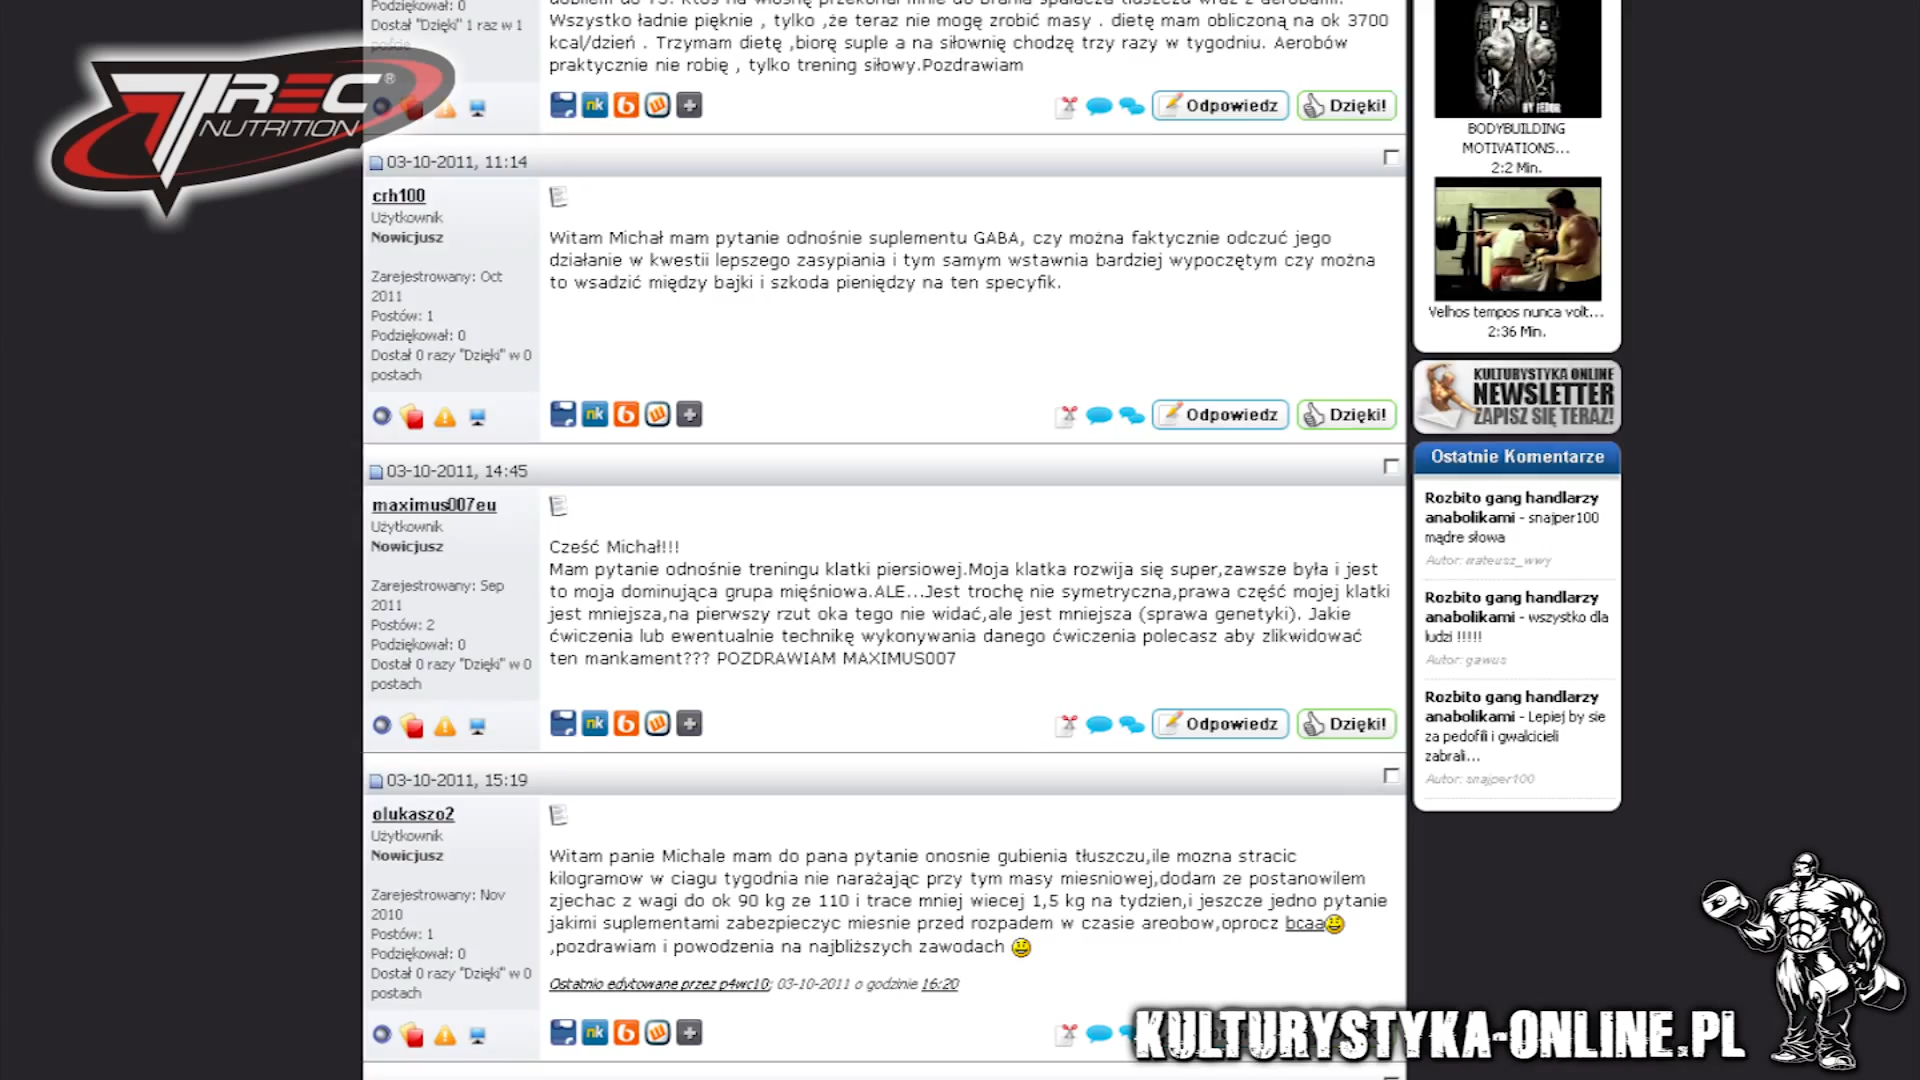 Podziękował: 0
Dostał "Dzięki" 1 raz w 1
poście
Wszystko ładnie pięknie , tylko ,że teraz nie mogę zrobić masy . dietę mam obliczoną na ok 3700
kcal/dzień . Trzymam dietę ,biorę suple a na siłownię chodzę trzy razy w tygodniu. Aerobów
praktycznie nie robię , tylko trening siłowy.Pozdrawiam
nk
Odpowiedz
Dzięki!
TREC
®
NUTRITION
03-10-2011, 11:14
crh100
Użytkownik
Nowicjusz
Zarejestrowany: Oct
2011
Postów: 1
Podziękował: 0
Dostał 0 razy "Dzięki" w 0
postach
Witam Michał mam pytanie odnośnie suplementu GABA, czy można faktycznie odczuć jego
działanie w kwestii lepszego zasypiania i tym samym wstawnia bardziej wypoczętym czy można
to wsadzić między bajki i szkoda pieniędzy na ten specyfik.
nk
Odpowiedz
Dzięki!
03-10-2011, 14:45
maximus007eu
Użytkownik
Nowicjusz
Zarejestrowany: Sep
2011
Postów: 2
Podziękował: 0
Dostał 0 razy "Dzięki" w 0
postach
Cześć Michał!!!
Mam pytanie odnośnie treningu klatki piersiowej.Moja klatka rozwija się super,zawsze była i jest
to moja dominująca grupa mięśniowa.ALE...Jest trochę nie symetryczna,prawa część mojej klatki
jest mniejsza,na pierwszy rzut oka tego nie widać,ale jest mniejsza (sprawa genetyki). Jakie
ćwiczenia lub ewentualnie technikę wykonywania danego ćwiczenia polecasz aby zlikwidować
ten mankament??? POZDRAWIAM MAXIMUS007
nk
Odpowiedz
Dzięki!
03-10-2011, 15:19
olukaszo2
Użytkownik
Nowicjusz
Zarejestrowany: Nov
2010
Postów: 1
Podziękował: 0
Dostał 0 razy "Dzięki" w 0
postach
Witam panie Michale mam do pana pytanie onosnie gubienia tłuszczu,ile mozna stracic
kilogramow w ciagu tygodnia nie narażając przy tym masy miesniowej,dodam ze postanowilem
zjechac z wagi do ok 90 kg ze 110 i trace mniej wiecej 1,5 kg na tydzien,i jeszcze jedno pytanie
jakimi suplementami zabezpieczyc miesnie przed rozpadem w czasie areobow,oprocz bcaa
,pozdrawiam i powodzenia na najbliższych zawodach
Ostatnio edytowane przez p4wc10; 03-10-2011 o godzinie 16:20
nk
BY FEDOR
BODYBUILDING
MOTIVATIONS...
2:2 Min.
Velhos tempos nunca volt...
2:36 Min.
KULTURYSTYKA ONLINE
NEWSLETTER
ZAPISZ SIĘ TERAZ!
Ostatnie Komentarze
Rozbito gang handlarzy
anabolikami - snajper100
mądre słowa
Autor: mateusz_wwy
Rozbito gang handlarzy
anabolikami - wszystko dla
ludzi !!!!!
Autor: gawus
Rozbito gang handlarzy
anabolikami - Lepiej by sie
za pedofili i gwalcicieli
zabrali...
Autor: snajper100
KULTURYSTYKA-ONLINE.PL